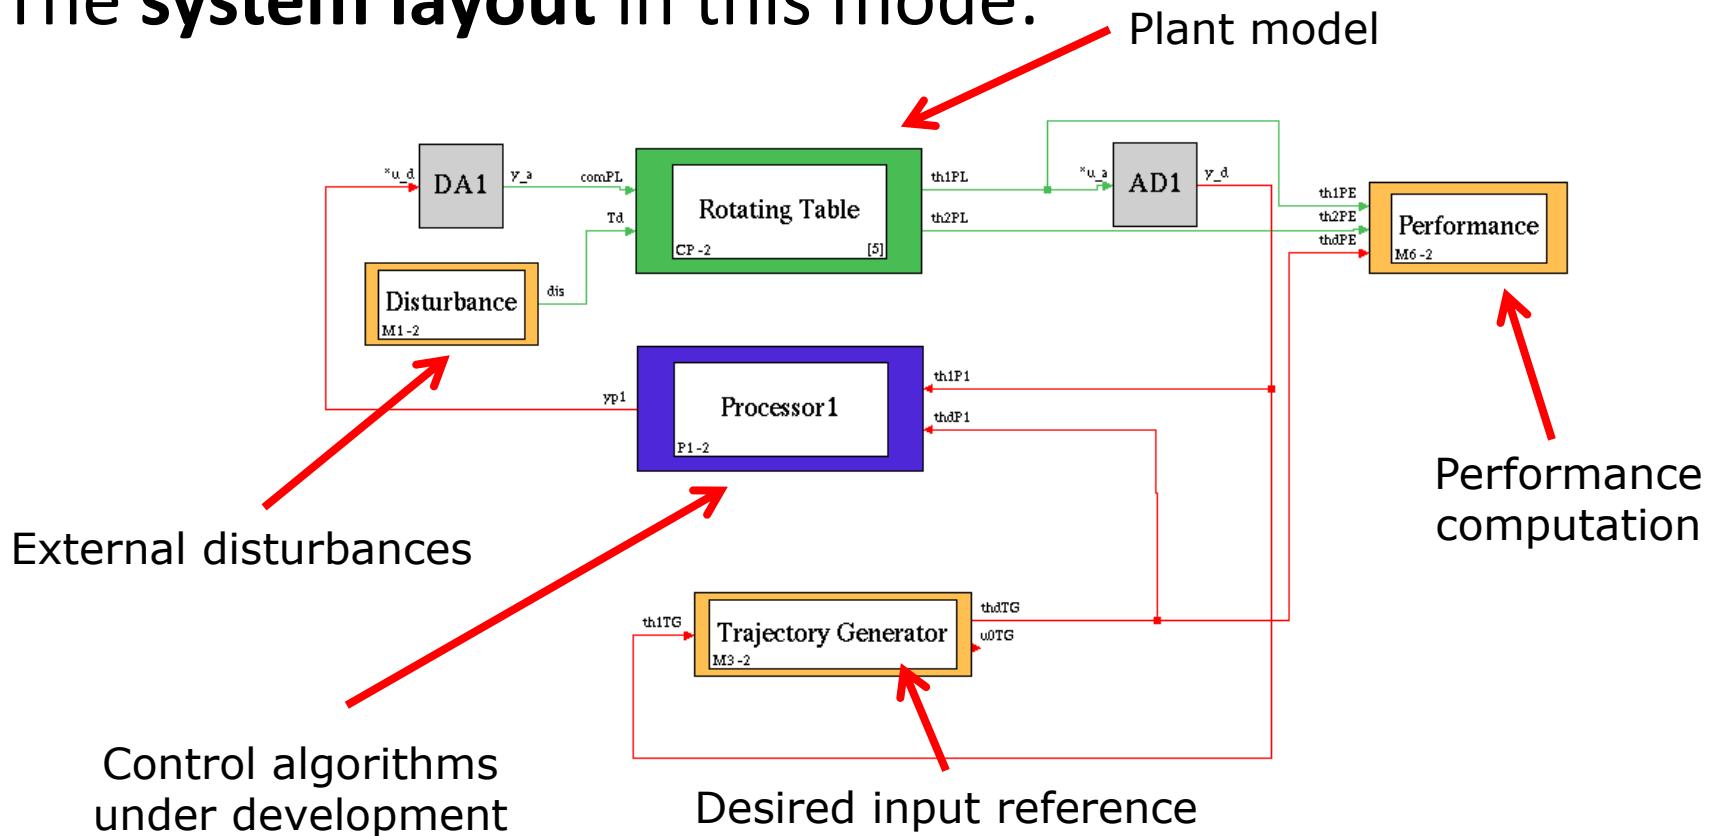 The system layout in this mode:
Plant model
*u_d
DA1
y_a
comPL
Td
Rotating Table
CP-2
[5]
th1PL
th2PL
*u_a
AD1
y_d
th1PE
th2PE
thdPE
Performance
M6-2
Disturbance
M1-2
dis
yp1
Processor1
P1-2
th1P1
thdP1
Performance
computation
External disturbances
th1TG
Trajectory Generator
M3-2
thdTG
u0TG
Control algorithms
under development
Desired input reference